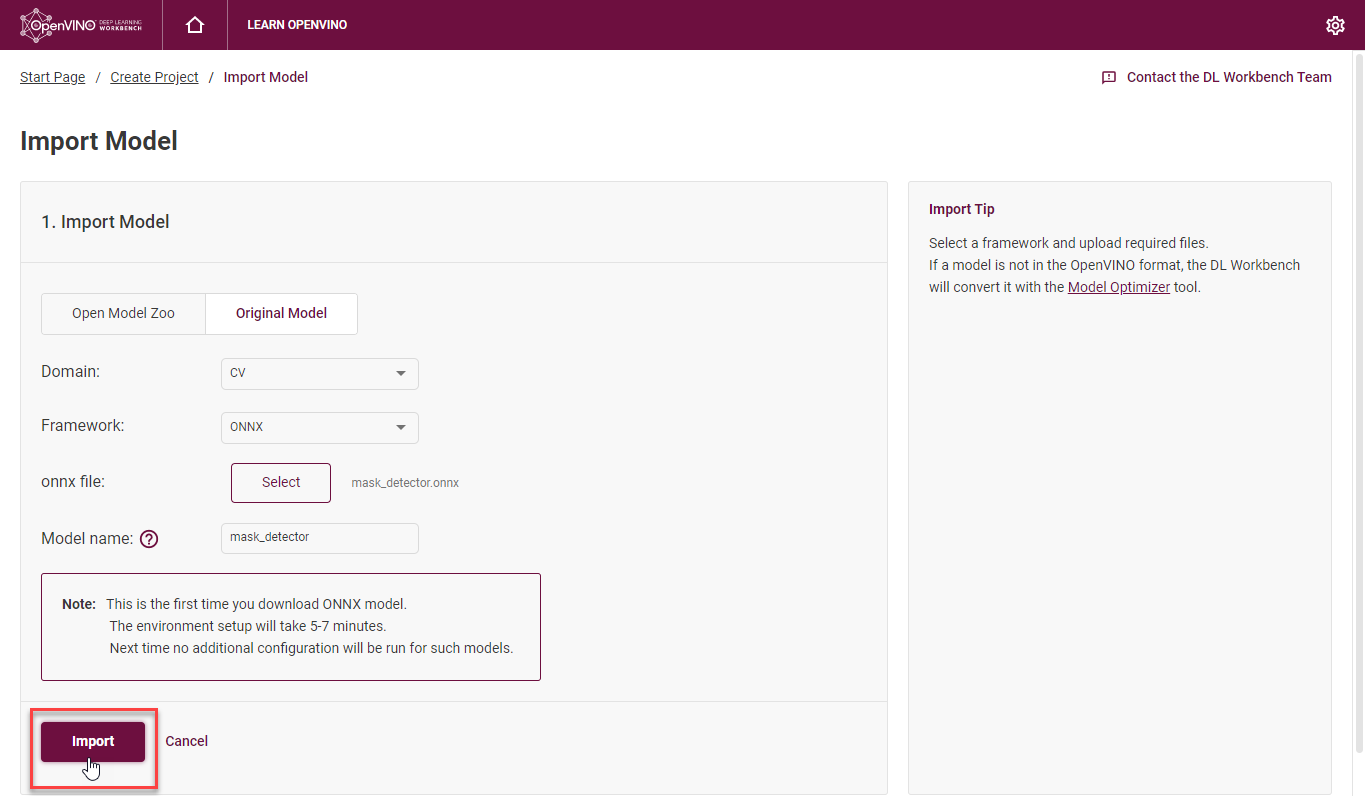 OpenVINO DEEP LEARNING WORKBENCH
LEARN OPENVINO
Start Page / Create Project / Import Model
Contact the DL Workbench Team
Import Model
1. Import Model
Open Model Zoo
Original Model
Domain:
CV
Framework:
ONNX
onnx file:
Select
mask_detector.onnx
Model name: ?
mask_detector
Note: This is the first time you download ONNX model.
The environment setup will take 5-7 minutes.
Next time no additional configuration will be run for such models.
Import
Cancel
Import Tip
Select a framework and upload required files.
If a model is not in the OpenVINO format, the DL Workbench
will convert it with the Model Optimizer tool.